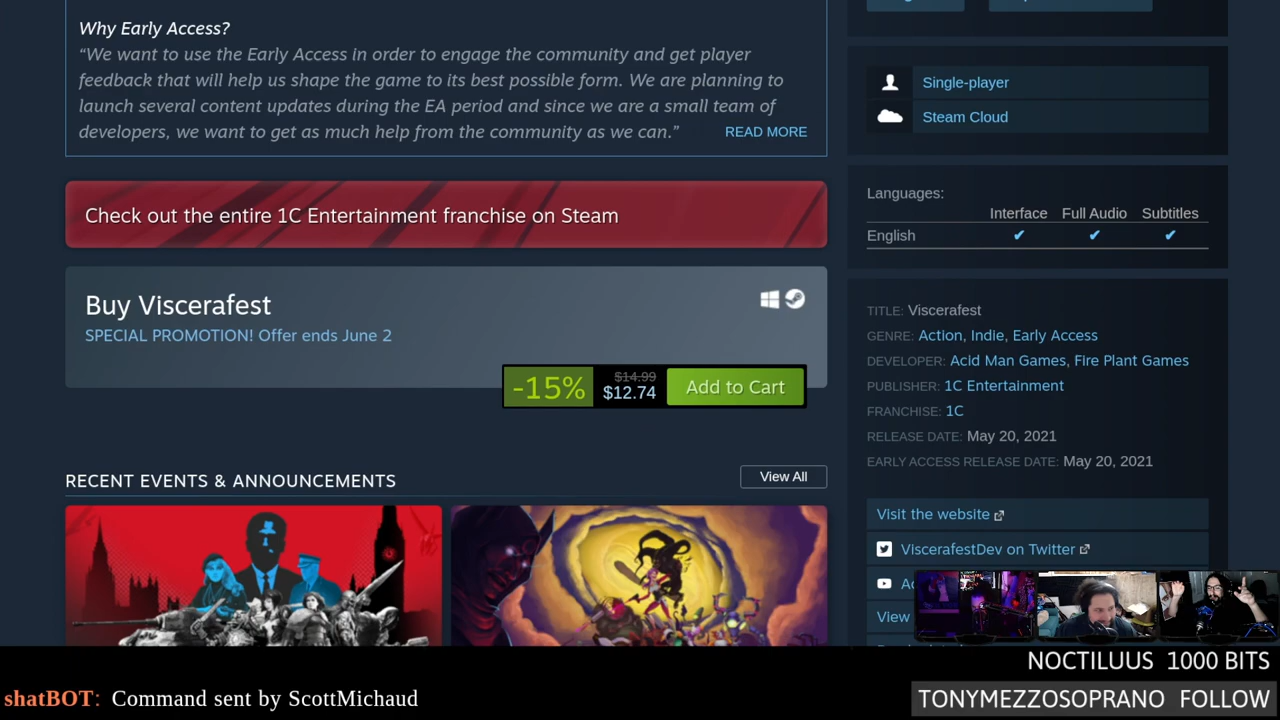 Why Early Access?
“We want to use the Early Access in order to engage the community and get player
feedback that will help us shape the game to its best possible form. We are planning to
launch several content updates during the EA period and since we are a small team of
developers, we want to get as much help from the community as we can.” READ MORE
Check out the entire 1C Entertainment franchise on Steam
Buy Viscerafest
SPECIAL PROMOTION! Offer ends June 2
-15% $14.99
$12.74
Add to Cart
RECENT EVENTS & ANNOUNCEMENTS
View All
Single-player
Steam Cloud
Languages:
Interface Full Audio Subtitles
English ✔ ✔ ✔
TITLE: Viscerafest
GENRE: Action, Indie, Early Access
DEVELOPER: Acid Man Games, Fire Plant Games
PUBLISHER: 1C Entertainment
FRANCHISE: 1C
RELEASE DATE: May 20, 2021
EARLY ACCESS RELEASE DATE: May 20, 2021
Visit the website
ViscerafestDev on Twitter
View
NOCTILUUS 1000 BITS
shatBOT: Command sent by ScottMichaud
TONYMEZZOSOPRANO FOLLOW